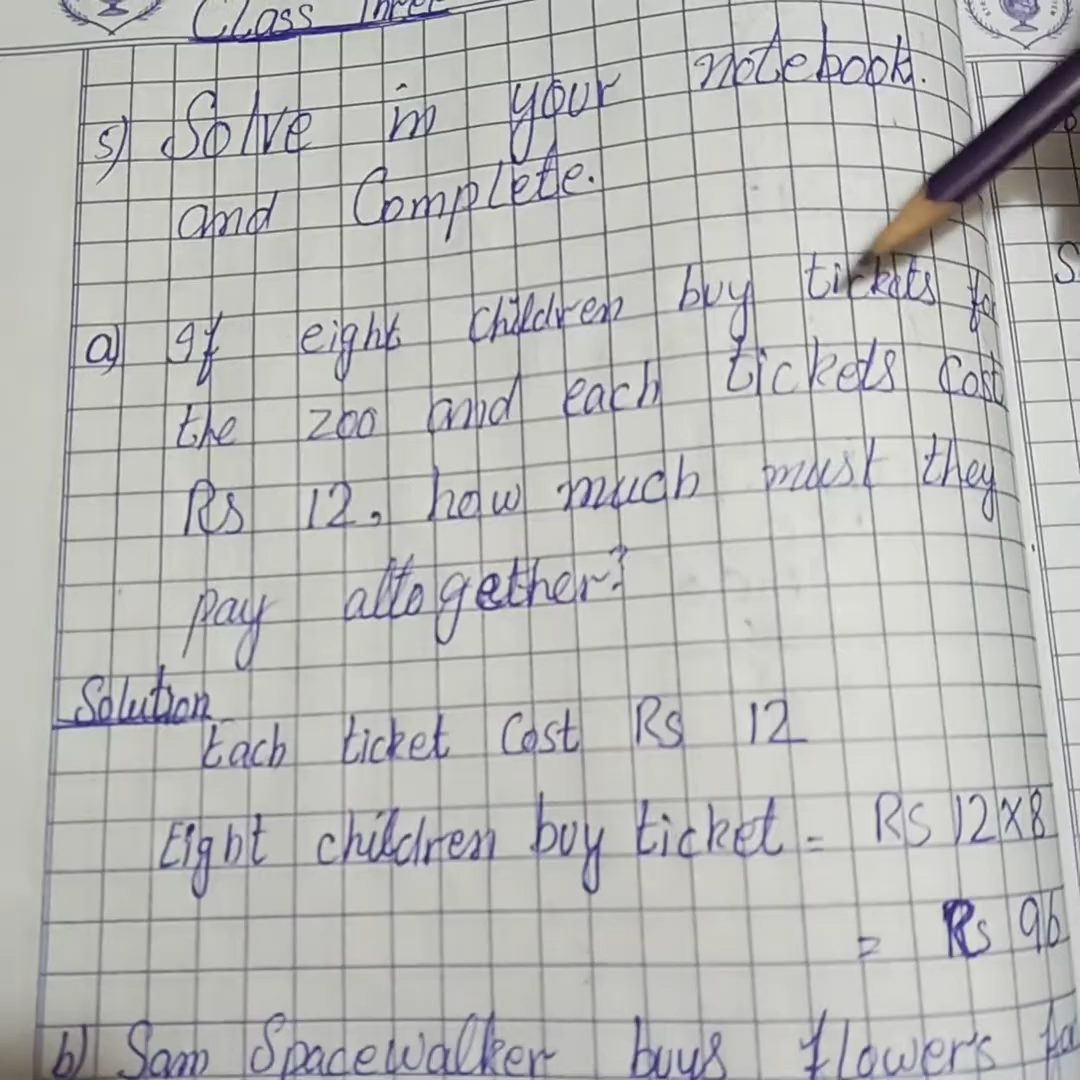 Class Three
5) Solve in your notebook.
and Complete.
a) If eight children buy tickets for
the zoo and each tickets cost
Rs 12, how much must they
pay altogether?
Solution
Each ticket cost Rs 12
Eight children buy ticket = Rs 12×8
= Rs 96
b) Sam Spacewalker buys flowers